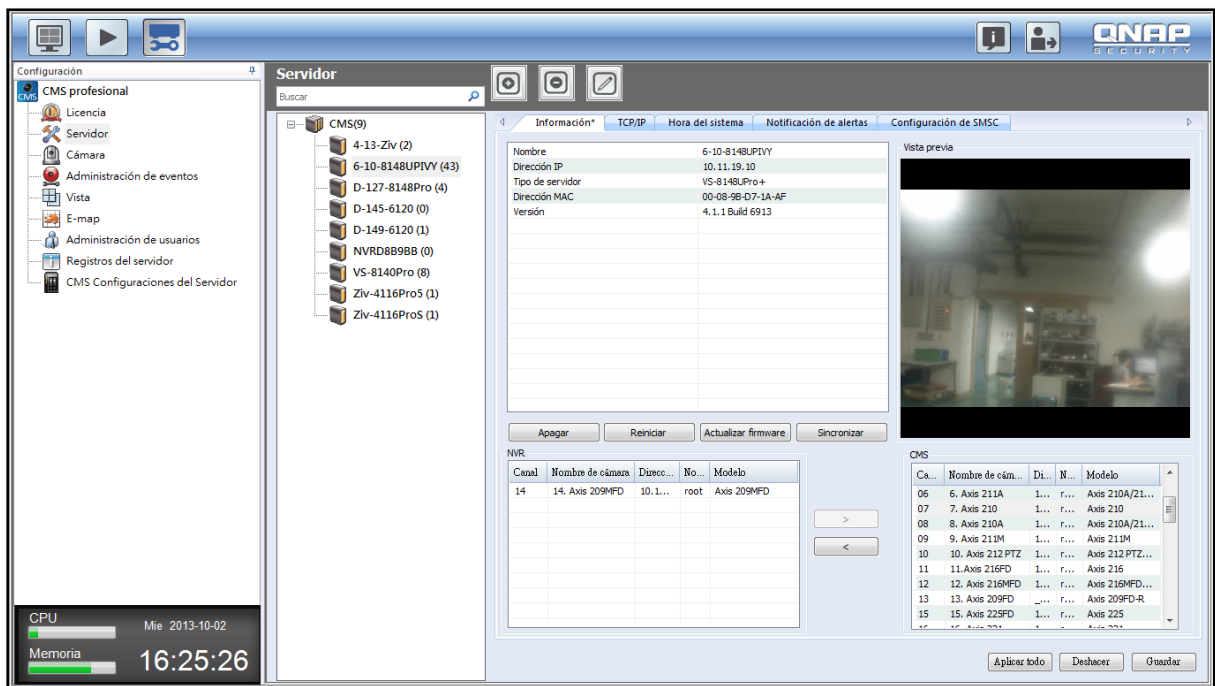 QNAP
SECURITY
Configuración
CMS profesional
Licencia
Servidor
Cámara
Administración de eventos
Vista
E-map
Administración de usuarios
Registros del servidor
CMS Configuraciones del Servidor
CPU
Mie 2013-10-02
Memoria
16:25:26
Servidor
Buscar
CMS(9)
4-13-Ziv (2)
6-10-8148UPIVY (43)
D-127-8148Pro (4)
D-145-6120 (0)
D-149-6120 (1)
NVRD8B9BB (0)
VS-8140Pro (8)
Ziv-4116Pro5 (1)
Ziv-4116ProS (1)
Información* TCP/IP Hora del sistema Notificación de alertas Configuración de SMSC
Nombre 6-10-8148UPIVY
Dirección IP 10.11.19.10
Tipo de servidor VS-8148UPro+
Dirección MAC 00-08-9B-D7-1A-AF
Versión 4.1.1 Build 6913
Apagar Reiniciar Actualizar firmware Sincronizar
Vista previa
NVR
Canal Nombre de cámara Direcc... No... Modelo
14 14. Axis 209MFD 10.1... root Axis 209MFD
>
<
CMS
Ca... Nombre de cám... Di... N... Modelo
06 6. Axis 211A 1... r... Axis 210A/21...
07 7. Axis 210 1... r... Axis 210
08 8. Axis 210A 1... r... Axis 210A/21...
09 9. Axis 211M 1... r... Axis 211M
10 10. Axis 212 PTZ 1... r... Axis 212 PTZ...
11 11.Axis 216FD 1... r... Axis 216
12 12. Axis 216MFD 1... r... Axis 216MFD...
13 13. Axis 209FD _... r... Axis 209FD-R
15 15. Axis 225FD 1... r... Axis 225
Aplicar todo Deshacer Guardar